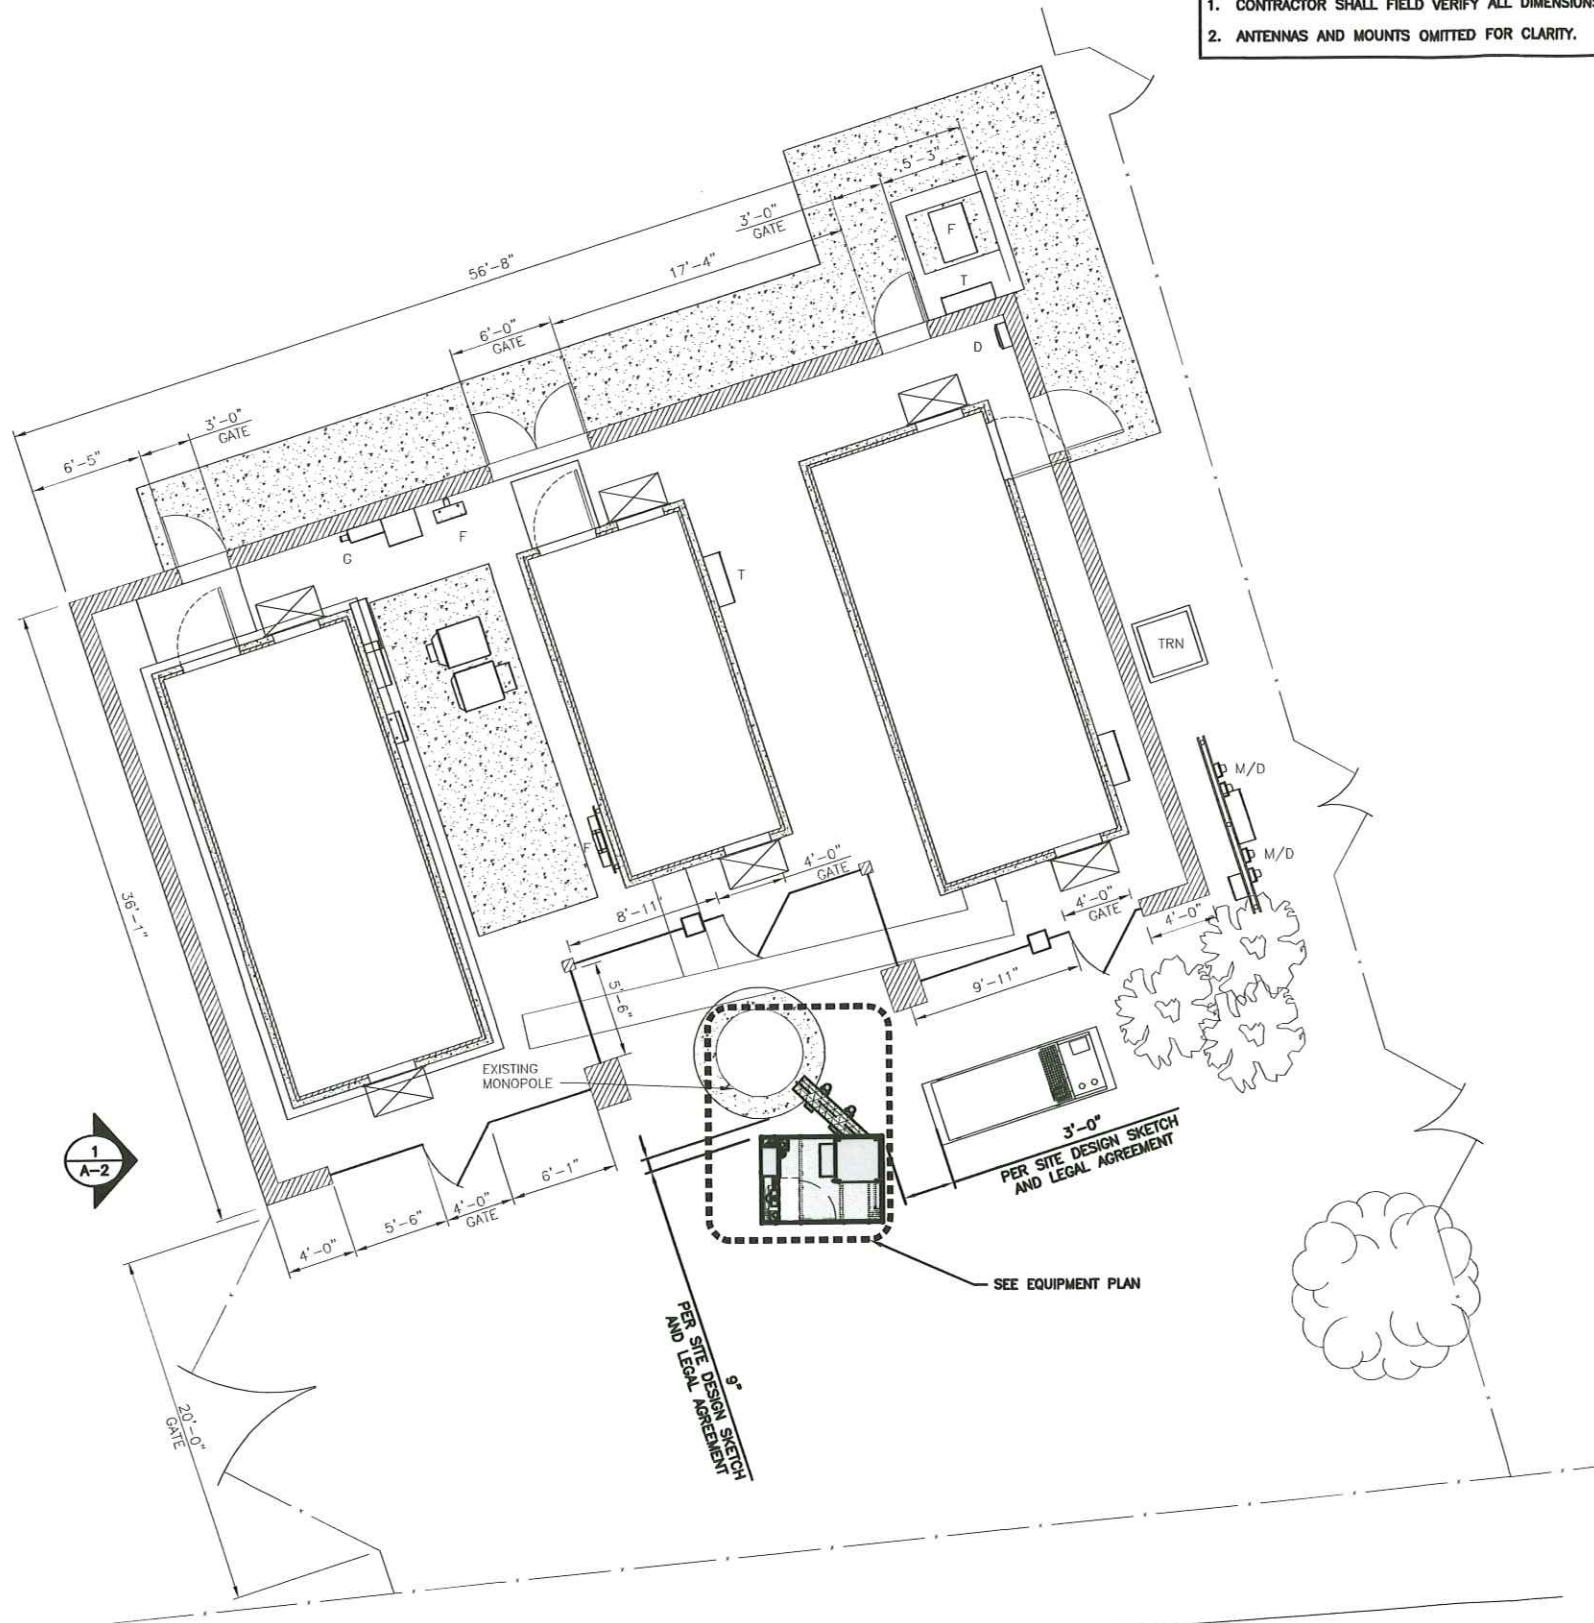 1. CONTRACTOR SHALL FIELD VERIFY ALL DIMENSIONS
2. ANTENNAS AND MOUNTS OMITTED FOR CLARITY.
5'-3"
3'-0"
GATE
F
56'-8"
17'-4"
T
6'-0"
GATE
D
3'-0"
GATE
6'-5"
G
F
T
TRN
M/D
F
M/D
4'-0"
GATE
36'-1"
8'-11"
4'-0"
GATE
4'-0"
5'-6"
9'-11"
EXISTING
MONOPOLE
1
A-2
3'-0"
PER SITE DESIGN SKETCH
AND LEGAL AGREEMENT
6'-1"
4'-0"
GATE
5'-6"
4'-0"
SEE EQUIPMENT PLAN
9"
PER SITE DESIGN SKETCH
AND LEGAL AGREEMENT
20'-0"
GATE